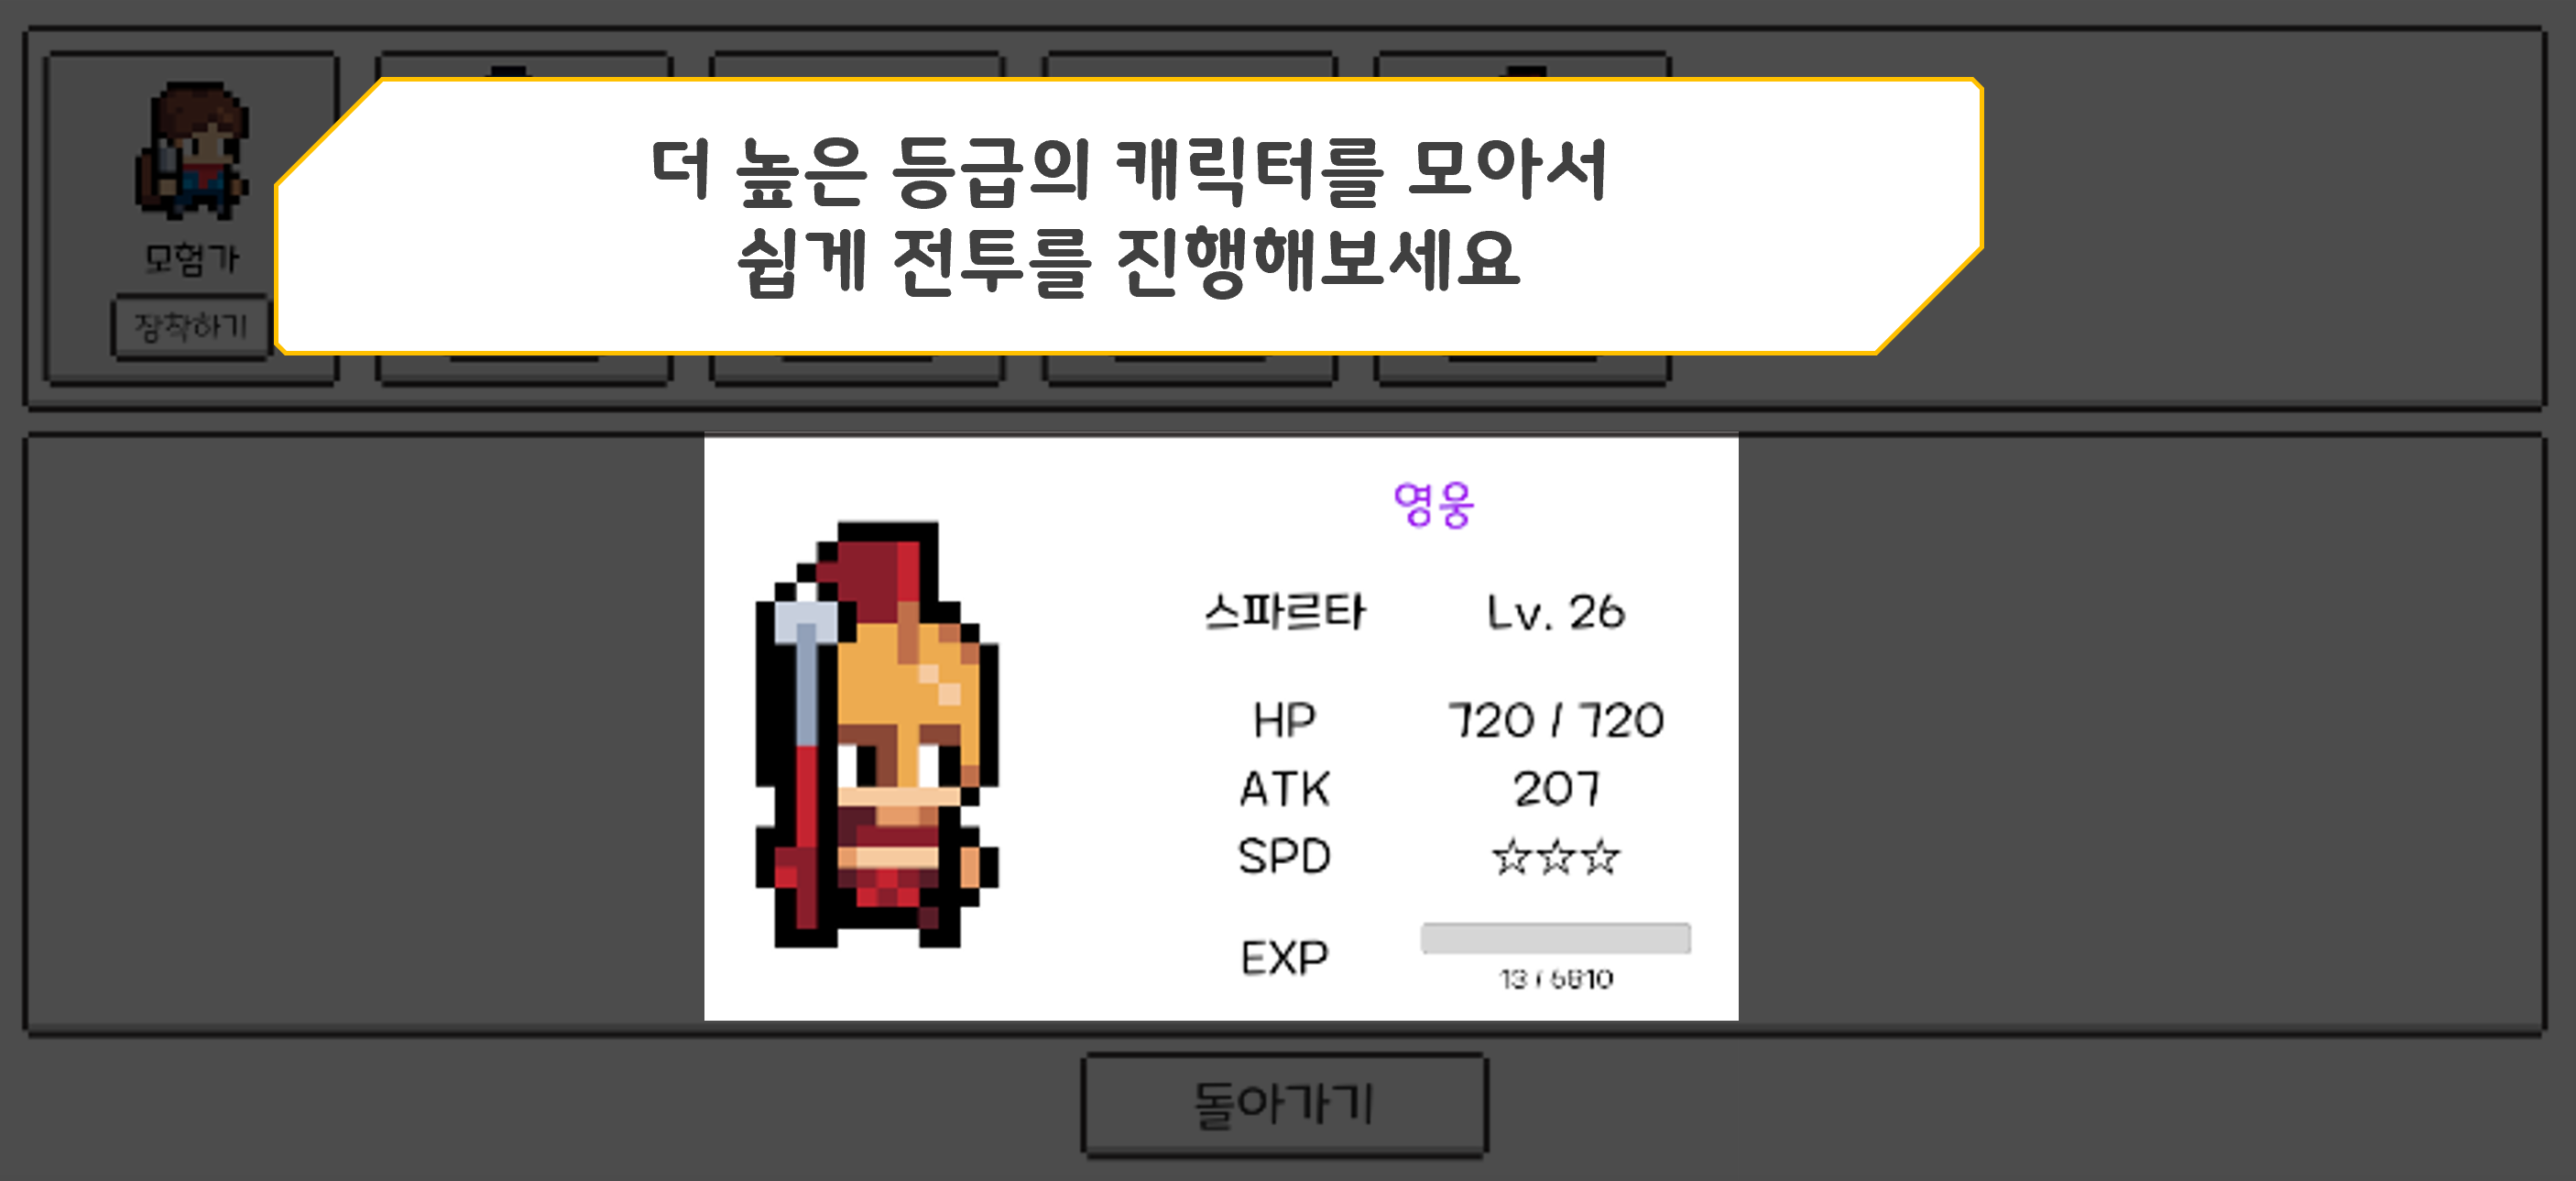 더 높은 등급의 캐릭터를 모아서
쉽게 전투를 진행해보세요
모험가
장착하기
영웅
스파르타 Lv. 26
HP 720 / 720
ATK 207
SPD ☆☆☆
EXP
13 / 5810
돌아가기